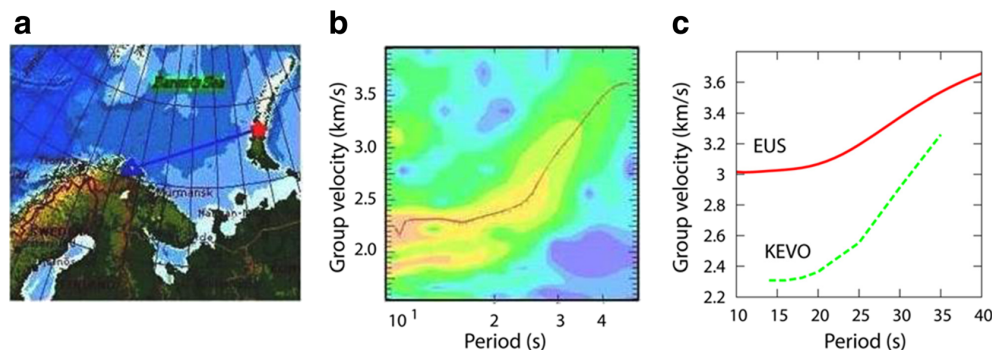 a
b
c
Barents Sea
Group velocity (km/s)
3.5
3.0
2.5
2.0
10 1
2
3
4
Period (s)
Group velocity (km/s)
3.6
3.4
3.2
3
2.8
2.6
2.4
2.2
EUS
KEVO
10
15
20
25
30
35
40
Period (s)